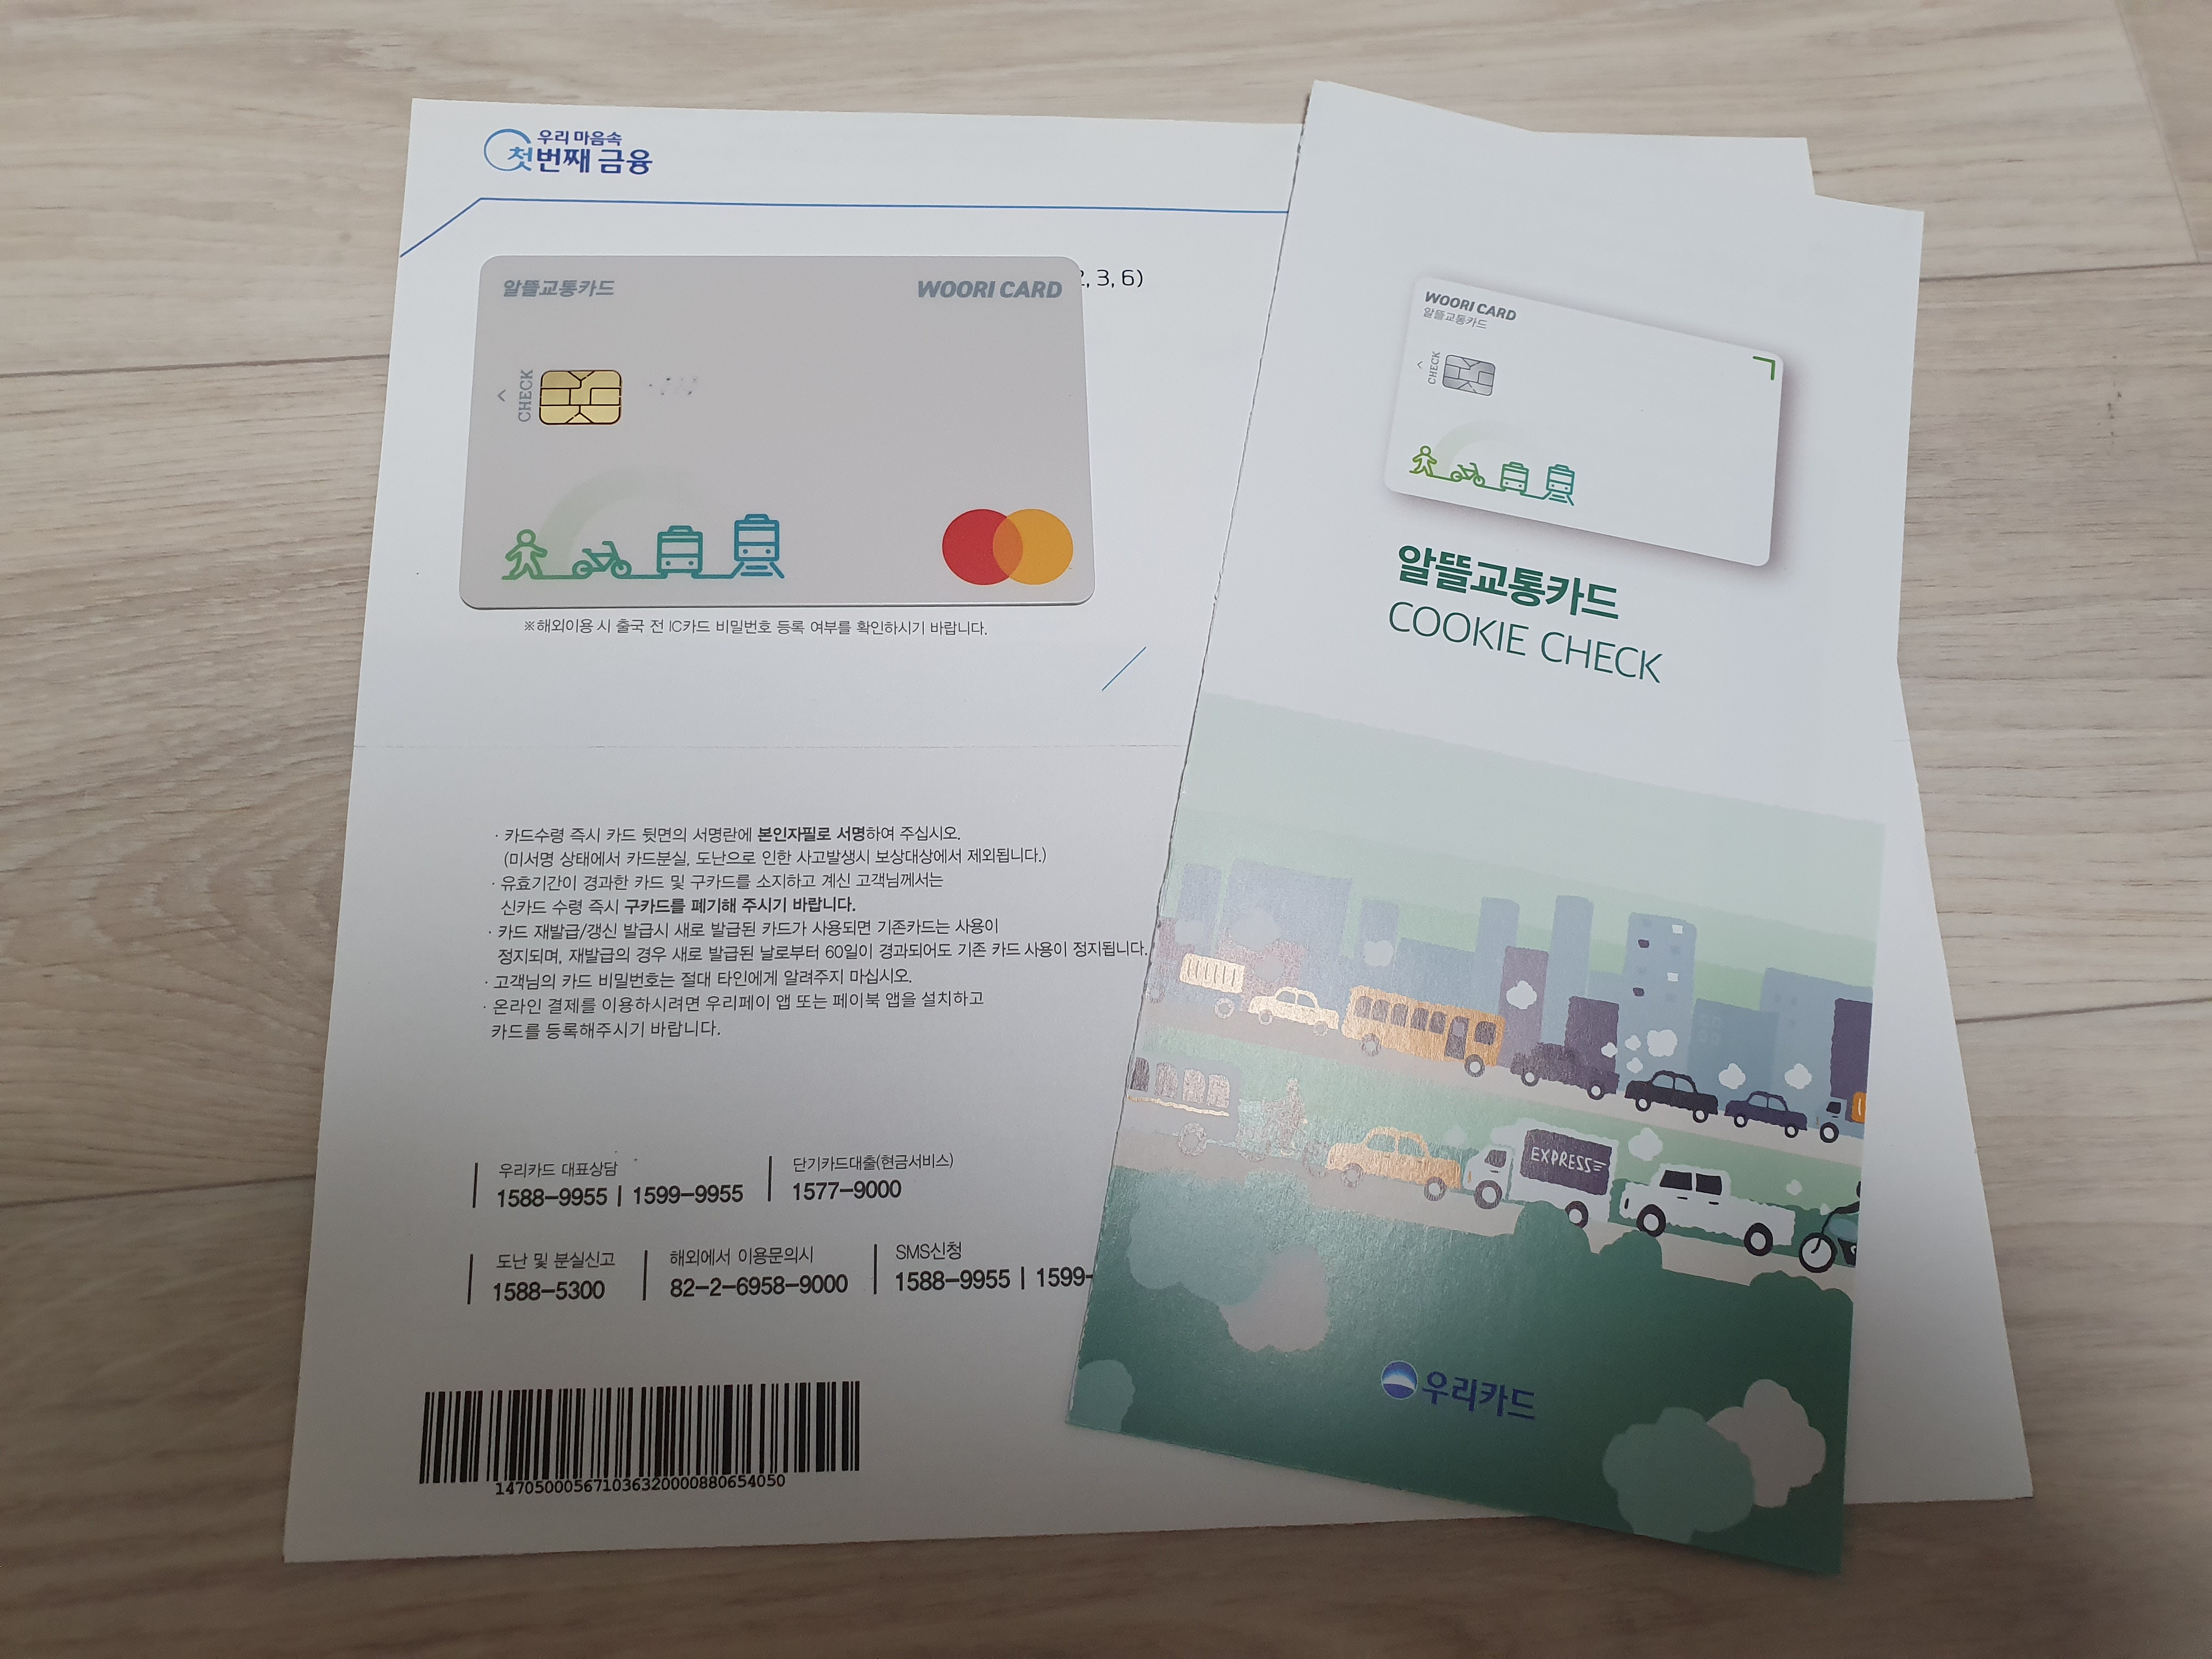 우리 마음속
첫번째 금융
3, 6)
알뜰교통카드
WOORI CARD
CHECK
※해외이용 시 출국 전 IC카드 비밀번호 등록 여부를 확인하시기 바랍니다.
· 카드수령 즉시 카드 뒷면의 서명란에 본인자필로 서명하여 주십시오.
(미서명 상태에서 카드분실, 도난으로 인한 사고발생시 보상대상에서 제외됩니다.)
· 유효기간이 경과한 카드 및 구카드를 소지하고 계신 고객님께서는
신카드 수령 즉시 구카드를 폐기해 주시기 바랍니다.
· 카드 재발급/갱신 발급시 새로 발급된 카드가 사용되면 기존카드는 사용이
정지되며, 재발급의 경우 새로 발급된 날로부터 60일이 경과되어도 기존 카드 사용이 정지됩니다.
· 고객님의 카드 비밀번호는 절대 타인에게 알려주지 마십시오.
· 온라인 결제를 이용하시려면 우리페이 앱 또는 페이북 앱을 설치하고
카드를 등록해주시기 바랍니다.
우리카드 대표상담
1588-9955 | 1599-9955
단기카드대출(현금서비스)
1577-9000
도난 및 분실신고
1588-5300
해외에서 이용문의시
82-2-6958-9000
SMS신청
1588-9955 | 1599-
147050005671036320000880654050
WOORI CARD
알뜰교통카드
CHECK
알뜰교통카드
COOKIE CHECK
EXPRESS
우리카드